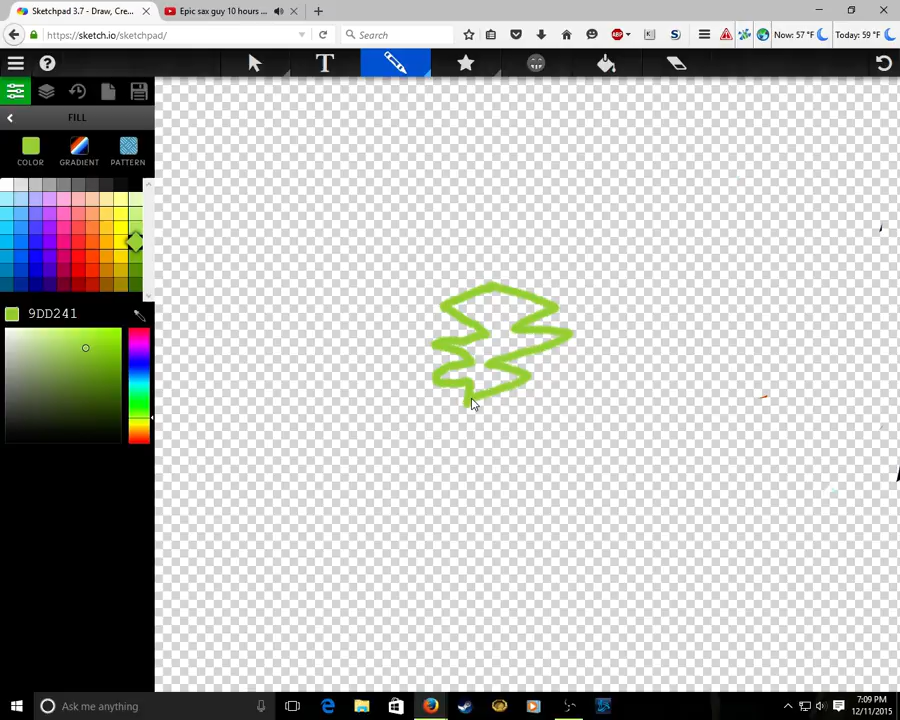 Sketchpad 3.7 - Draw, Cre...
Epic sax guy 10 hours ...
https://sketch.io/sketchpad/
Search
ABP
K
S
Now: 57 °F
Today: 59 °F
T
FILL
COLOR
GRADIENT
PATTERN
9DD241
Ask me anything
7:09 PM
12/11/2015